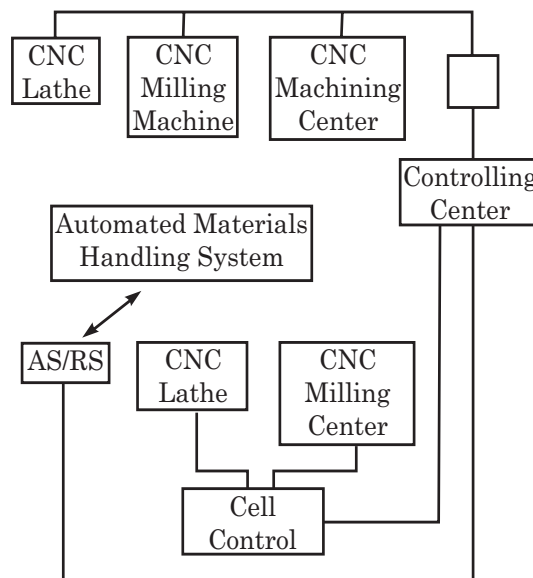 CNC
Lathe
CNC
Milling
Machine
CNC
Machining
Center
Controlling
Center
Automated Materials
Handling System
AS/RS
CNC
Lathe
CNC
Milling
Center
Cell
Control